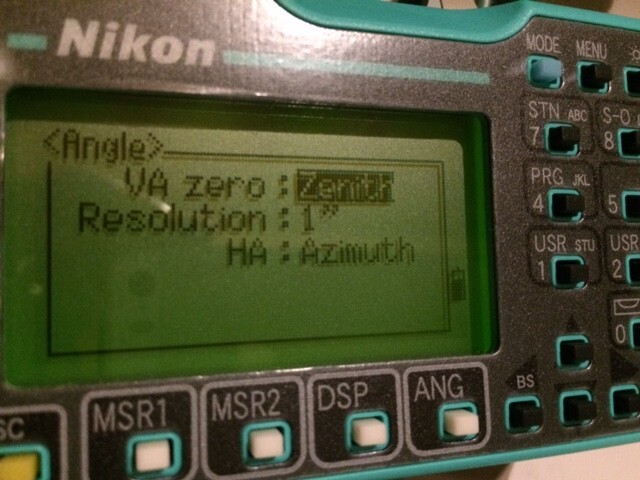 Nikon
<Angle>
VA zero : Zenith
Resolution : 1"
HA : Azimuth
MODE MENU
STN ABC S-O
7 8
PRG JKL
4 5
USR STU USR
1 2
0
BS
MSR1 MSR2 DSP ANG